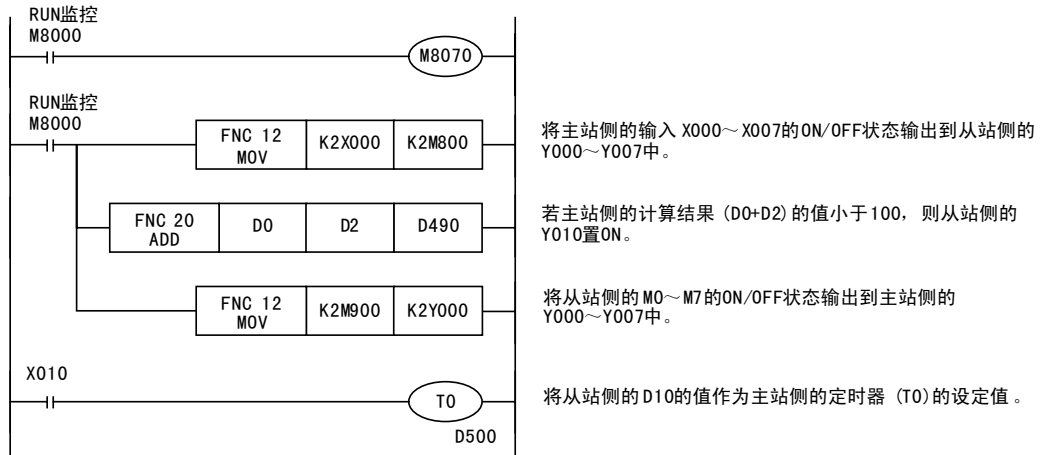 RUN监控
M8000
M8070
RUN监控
M8000
FNC 12
MOV
K2X000
K2M800
将主站侧的输入 X000～X007的ON/OFF状态输出到从站侧的
Y000～Y007中。
FNC 20
ADD
D0
D2
D490
若主站侧的计算结果 (D0+D2)的值小于100，则从站侧的
Y010置ON。
FNC 12
MOV
K2M900
K2Y000
将从站侧的M0～M7的ON/OFF状态输出到主站侧的
Y000～Y007中。
X010
T0
D500
将从站侧的D10的值作为主站侧的定时器 (T0)的设定值。